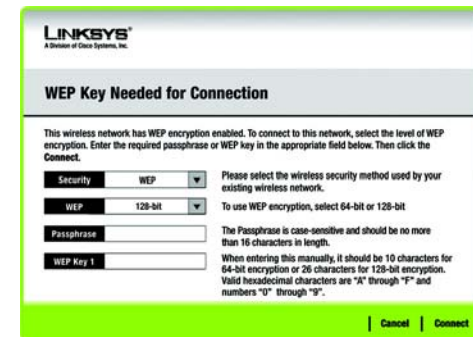 LINKSYS®
A Division of Cisco Systems, Inc.
WEP Key Needed for Connection
This wireless network has WEP encryption enabled. To connect to this network, select the level of WEP
encryption. Enter the required passphrase or WEP key in the appropriate field below. Then click the
Connect.
Security WEP
Please select the wireless security method used by your
existing wireless network.
WEP 128-bit
To use WEP encryption, select 64-bit or 128-bit
Passphrase
The Passphrase is case-sensitive and should be no more
than 16 characters in length.
WEP Key 1
When entering this manually, it should be 10 characters for
64-bit encryption or 26 characters for 128-bit encryption.
Valid hexadecimal characters are "A" through "F" and
numbers "0" through "9".
Cancel Connect